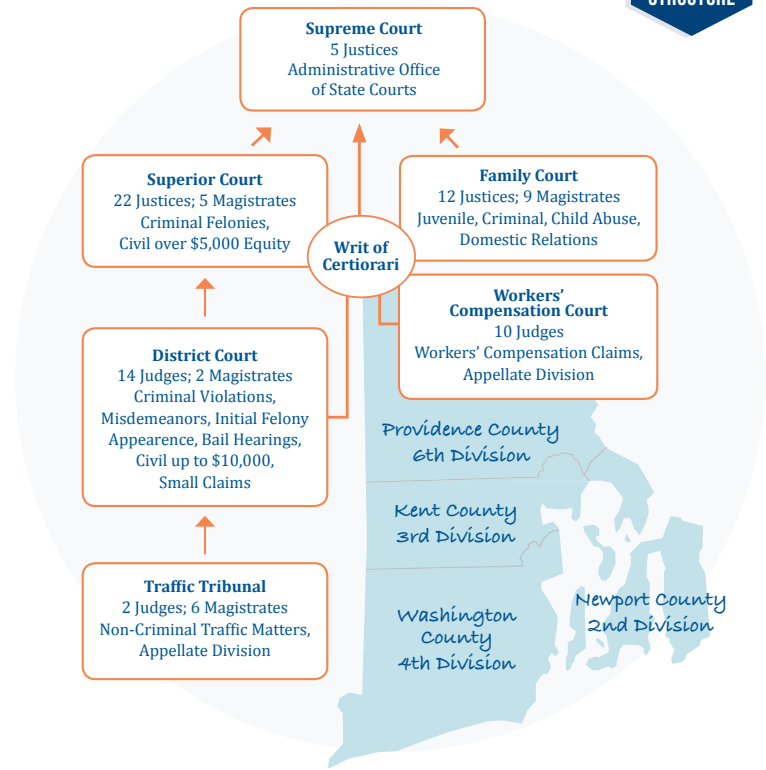 STRUCTURE
Supreme Court
5 Justices
Administrative Office
of State Courts
Superior Court
22 Justices; 5 Magistrates
Criminal Felonies,
Civil over $5,000 Equity
Family Court
12 Justices; 9 Magistrates
Juvenile, Criminal, Child Abuse,
Domestic Relations
Writ of
Certiorari
Workers'
Compensation Court
10 Judges
Workers' Compensation Claims,
Appellate Division
District Court
14 Judges; 2 Magistrates
Criminal Violations,
Misdemeanors, Initial Felony
Appearence, Bail Hearings,
Civil up to $10,000,
Small Claims
Providence County
6th Division
Kent County
3rd Division
Traffic Tribunal
2 Judges; 6 Magistrates
Non-Criminal Traffic Matters,
Appellate Division
Washington
County
4th Division
Newport County
2nd Division